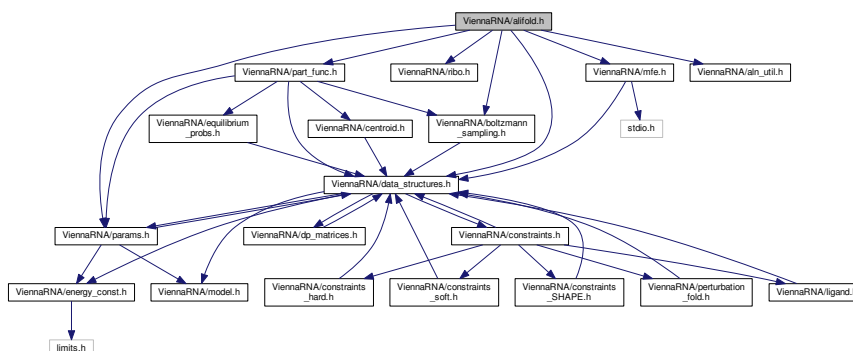 ViennaRNA/alifold.h
ViennaRNA/part_func.h
ViennaRNA/ribo.h
ViennaRNA/mfe.h
ViennaRNA/aln_util.h
ViennaRNA/equilibrium
_probs.h
ViennaRNA/centroid.h
ViennaRNA/boltzmann
_sampling.h
stdio.h
ViennaRNA/data_structures.h
ViennaRNA/params.h
ViennaRNA/dp_matrices.h
ViennaRNA/constraints.h
ViennaRNA/energy_const.h
ViennaRNA/model.h
ViennaRNA/constraints
_hard.h
ViennaRNA/constraints
_soft.h
ViennaRNA/constraints
_SHAPE.h
ViennaRNA/perturbation
_fold.h
ViennaRNA/ligand.h
limits.h